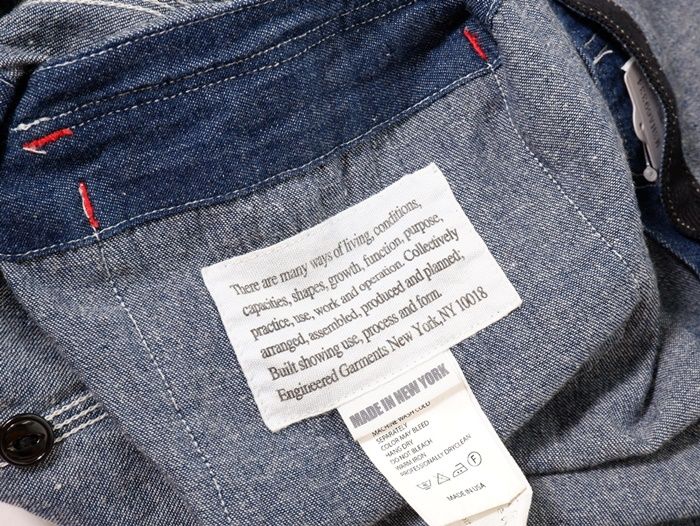 There are many ways of living, conditions,
capacities, shapes, growth, function, purpose,
practice, use, work and operation. Collectively
arranged, assembled, produced and planned;
Built showing use, process and form.
Engineered Garments New York, NY 10018
MADE IN NEW YORK
MACHINE WASH COLD
SEPARATELY
COLOR MAY BLEED
HANG DRY
DO NOT BLEACH
WARM IRON
PROFESSIONALLY DRYCLEAN
F
MADE IN USA